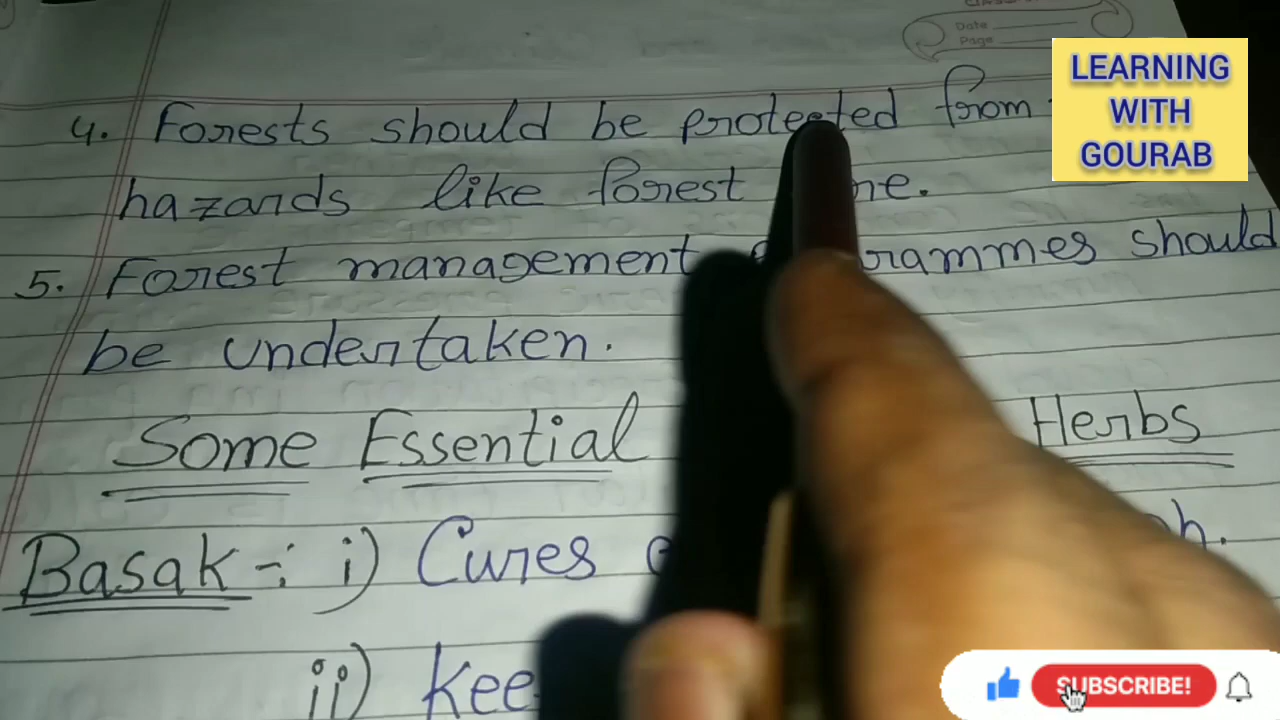 Date
Page
LEARNING
WITH
GOURAB
4. Forests should be protected from
hazards like forest
5. Forest management should
be undertaken.
Some Essential Herbs
Basak -: i) Cures
ii)
SUBSCRIBE!